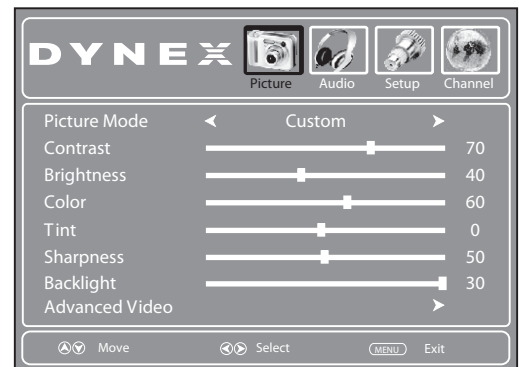 DYNEX
Picture Audio Setup Channel
Picture Mode Custom
Contrast 70
Brightness 40
Color 60
Tint 0
Sharpness 50
Backlight 30
Advanced Video
Move Select MENU Exit